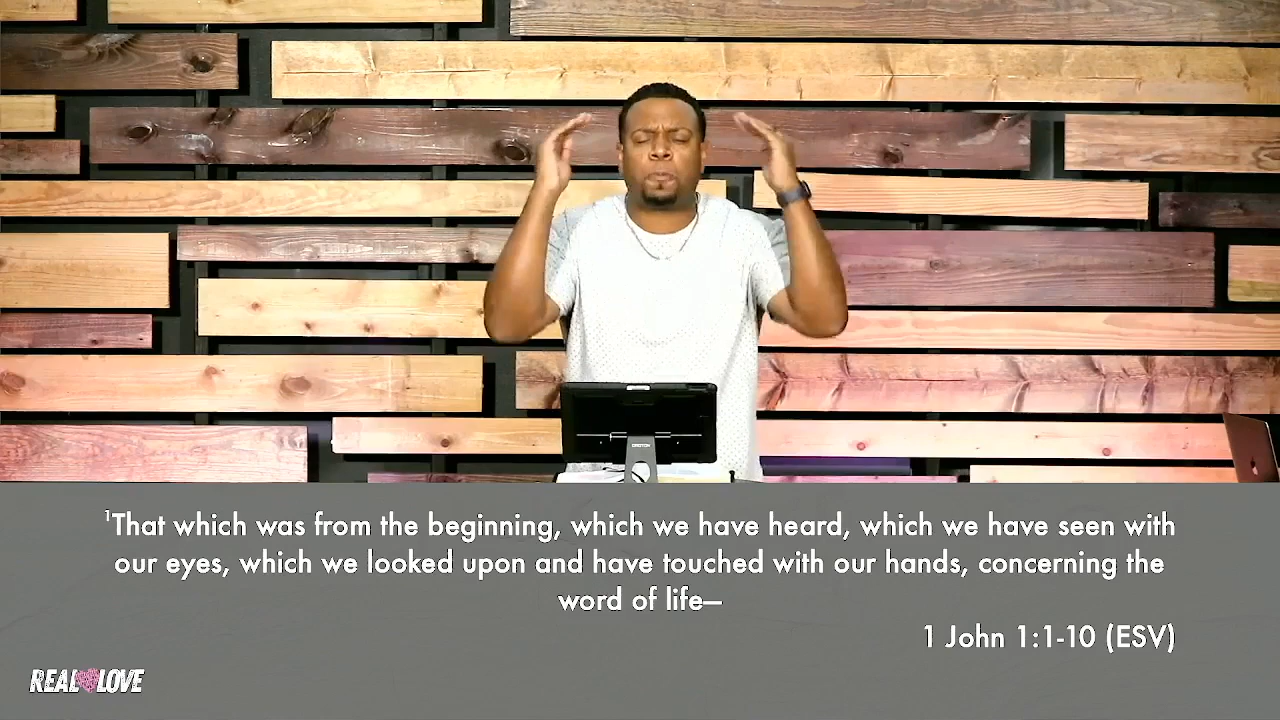 ¹That which was from the beginning, which we have heard, which we have seen with
our eyes, which we looked upon and have touched with our hands, concerning the
word of life—
1 John 1:1-10 (ESV)
REAL LOVE